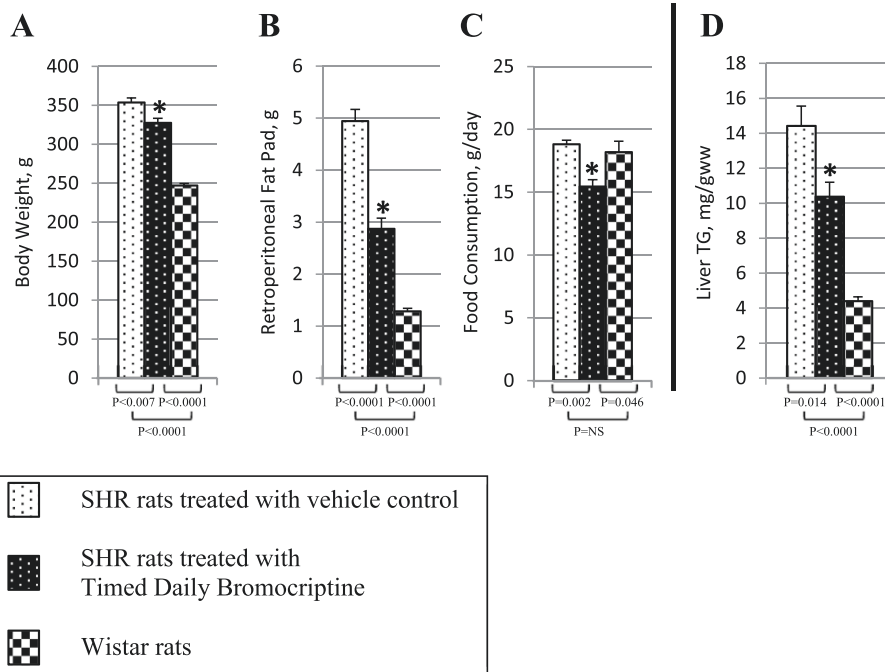 A
Body Weight, g
400
350
300
250
200
150
100
50
0
*
P<0.007 P<0.0001
P<0.0001
B
Retroperitoneal Fat Pad, g
6
5
4
3
2
1
0
*
P<0.0001 P<0.0001
P<0.0001
C
Food Consumption, g/day
25
20
15
10
5
0
*
P=0.002 P=0.046
P=NS
D
Liver TG, mg/gww
18
16
14
12
10
8
6
4
2
0
*
P=0.014 P<0.0001
P<0.0001
SHR rats treated with vehicle control
SHR rats treated with
Timed Daily Bromocriptine
Wistar rats